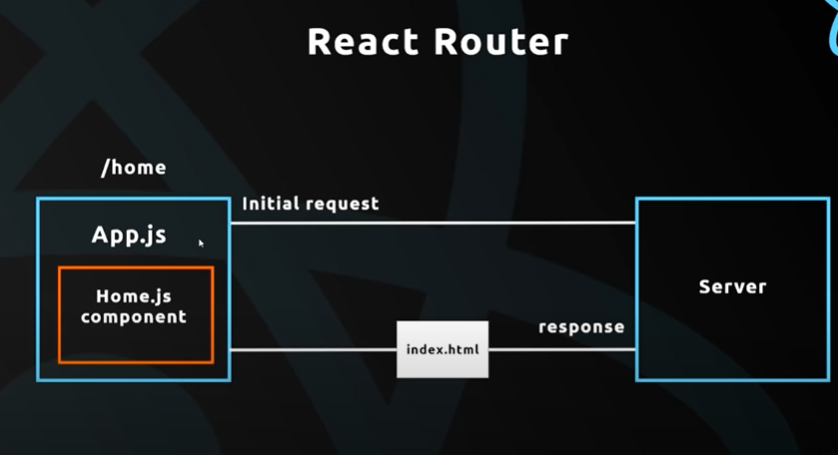 React Router
/home
Initial request
App.js
Home.js
component
index.html
response
Server